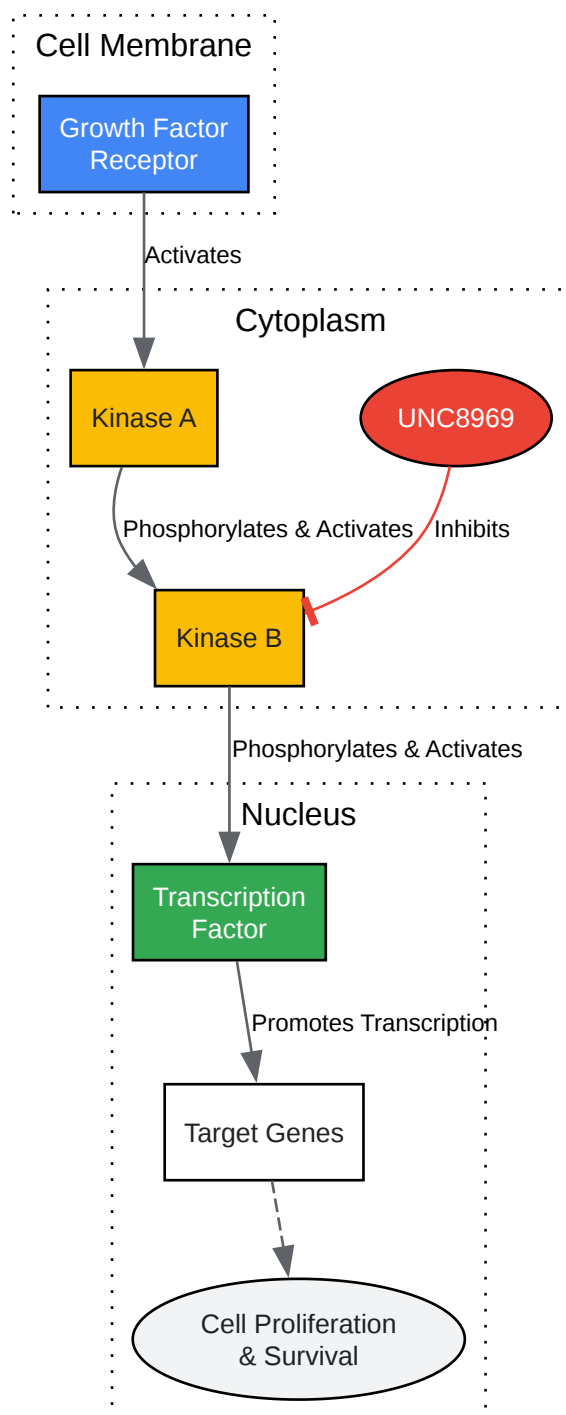 Cell Membrane
Growth Factor
Receptor
Activates
Cytoplasm
Kinase A
UNC8969
Phosphorylates & Activates
Inhibits
Kinase B
Phosphorylates & Activates
Nucleus
Transcription
Factor
Promotes Transcription
Target Genes
Cell Proliferation
& Survival